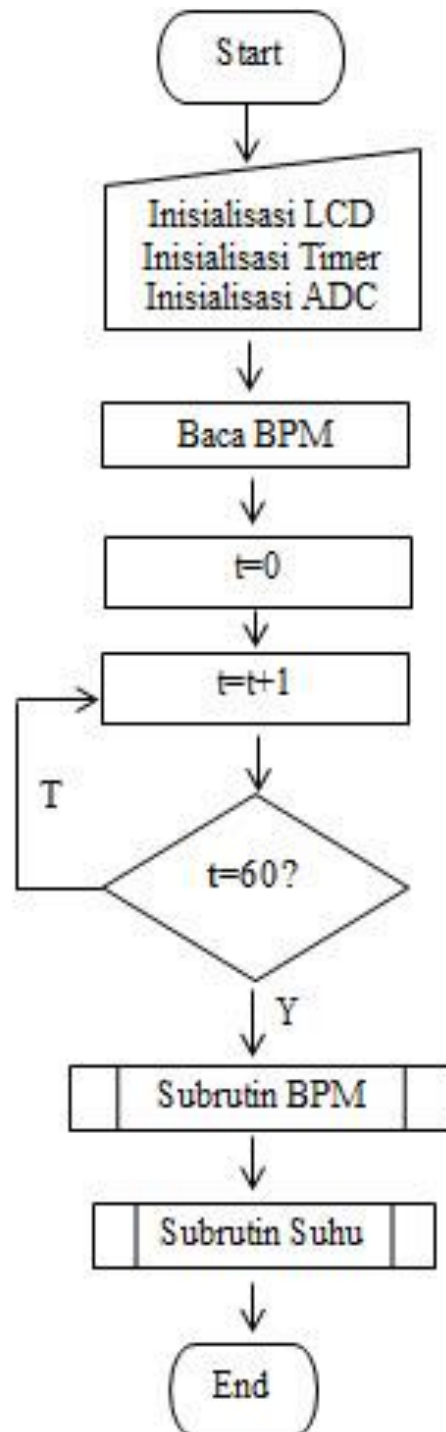 Start
Inisialisasi LCD
Inisialisasi Timer
Inisialisasi ADC
Baca BPM
t=0
t=t+1
T
t=60?
Y
Subrutin BPM
Subrutin Suhu
End